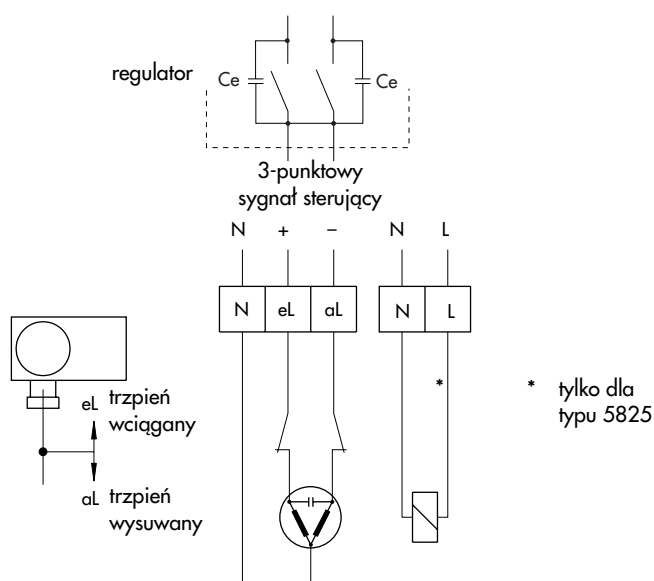 regulator
Ce
Ce
3-punktowy
sygnał sterujący
N + – N L
N eL aL N L
*
* tylko dla
typu 5825
eL trzpień
wciągany
aL trzpień
wysuwany